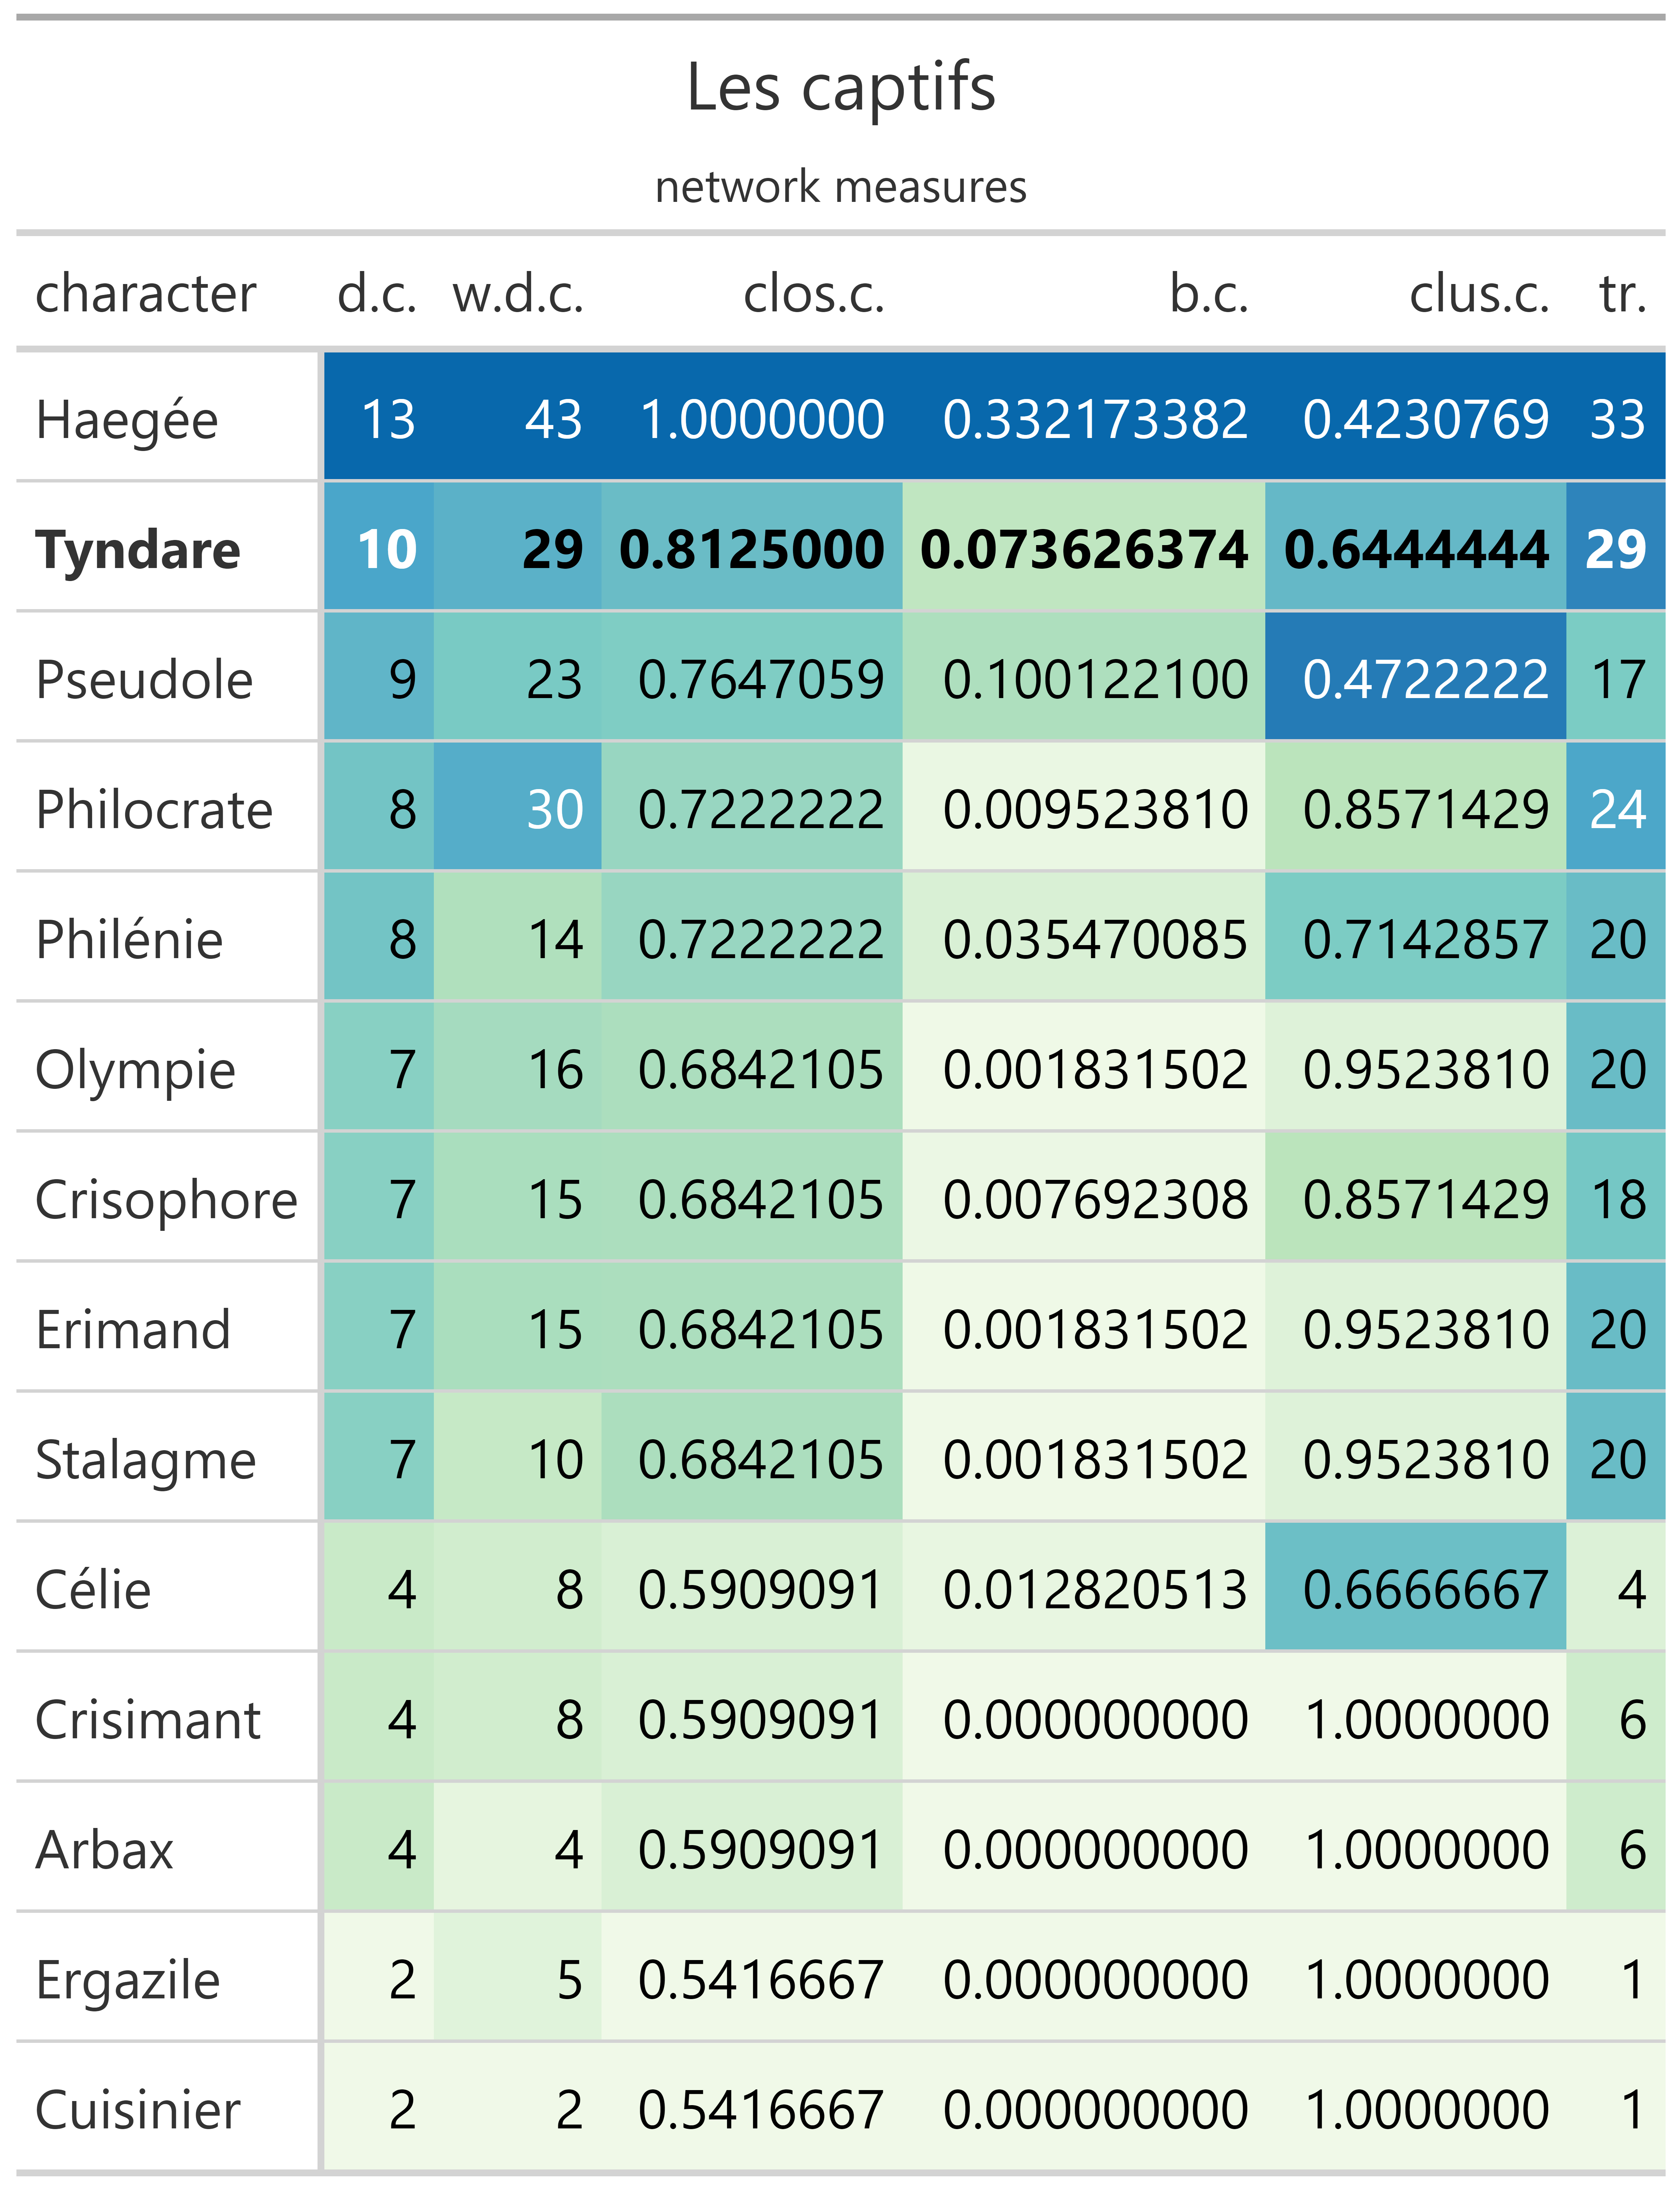 Les captifs
network measures
character d.c. w.d.c. clos.c. b.c. clus.c. tr.
Haegée 13 43 1.0000000 0.332173382 0.4230769 33
Tyndare 10 29 0.8125000 0.073626374 0.6444444 29
Pseudole 9 23 0.7647059 0.100122100 0.4722222 17
Philocrate 8 30 0.7222222 0.009523810 0.8571429 24
Philénie 8 14 0.7222222 0.035470085 0.7142857 20
Olympie 7 16 0.6842105 0.001831502 0.9523810 20
Crisophore 7 15 0.6842105 0.007692308 0.8571429 18
Erimand 7 15 0.6842105 0.001831502 0.9523810 20
Stalagme 7 10 0.6842105 0.001831502 0.9523810 20
Célie 4 8 0.5909091 0.012820513 0.6666667 4
Crisimant 4 8 0.5909091 0.000000000 1.0000000 6
Arbax 4 4 0.5909091 0.000000000 1.0000000 6
Ergazile 2 5 0.5416667 0.000000000 1.0000000 1
Cuisinier 2 2 0.5416667 0.000000000 1.0000000 1